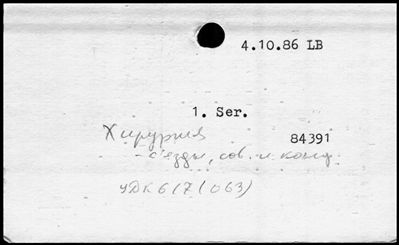 4.10.86 LB
1. Ser.
Хирургия 84391
- съезды, сов. и конф.
УДК 617(063)